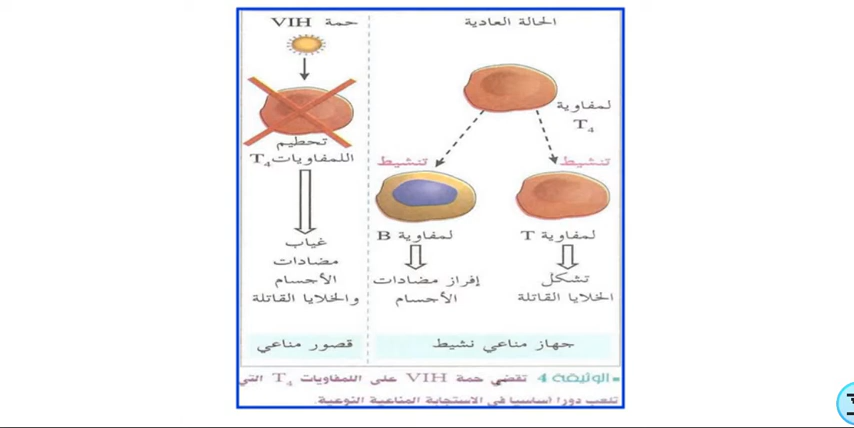 الحالة العادية
لمفاوية
T4
تنشيط
تنشيط
لمفاوية T
لمفاوية B
تشكل
الخلايا القاتلة
إفراز مضادات
الأجسام
جهاز مناعي نشيط
حمة VIH
تحطيم
اللمفاويات T4
غياب
مضادات
الأجسام
والخلايا القاتلة
قصور مناعي
الوثيقة 4 تقضي حمة VIH على اللمفاويات T4 التي
تلعب دورا أساسيا في الاستجابة المناعية النوعية.